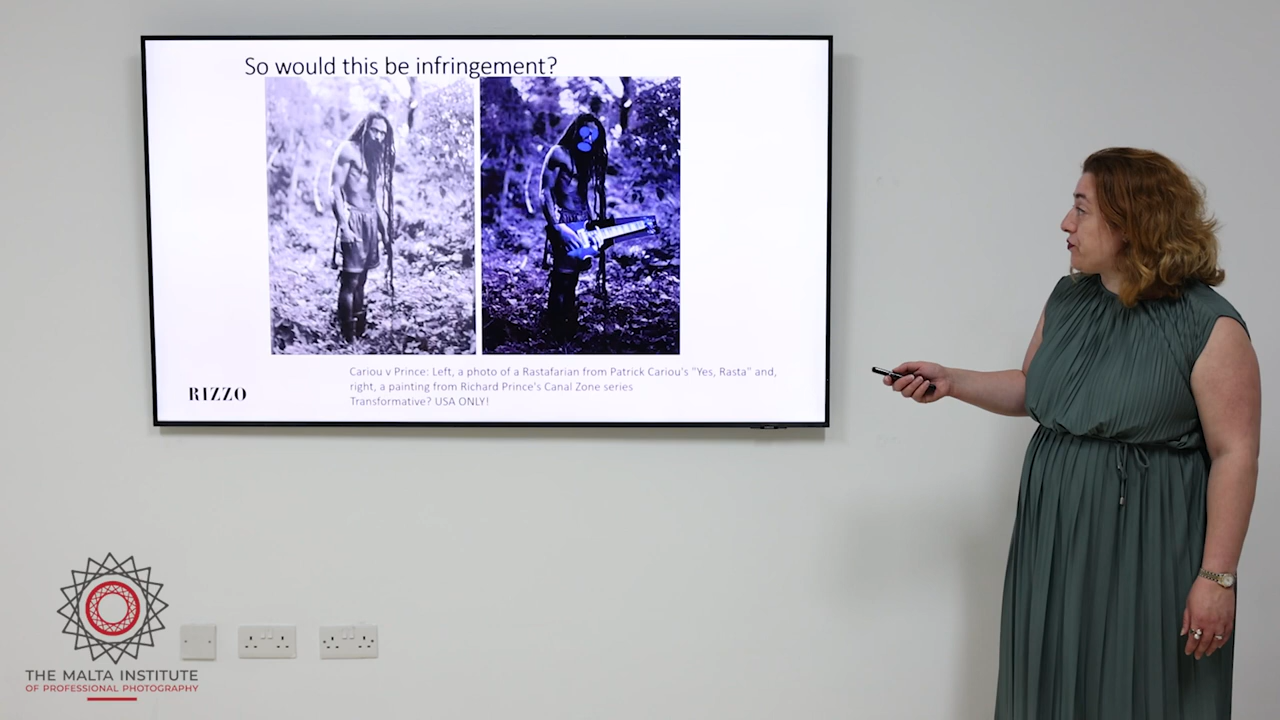 So would this be infringement?
Cariou v Prince: Left, a photo of a Rastafarian from Patrick Cariou's "Yes, Rasta" and,
right, a painting from Richard Prince's Canal Zone series
Transformative? USA ONLY!
RIZZO
THE MALTA INSTITUTE
OF PROFESSIONAL PHOTOGRAPHY